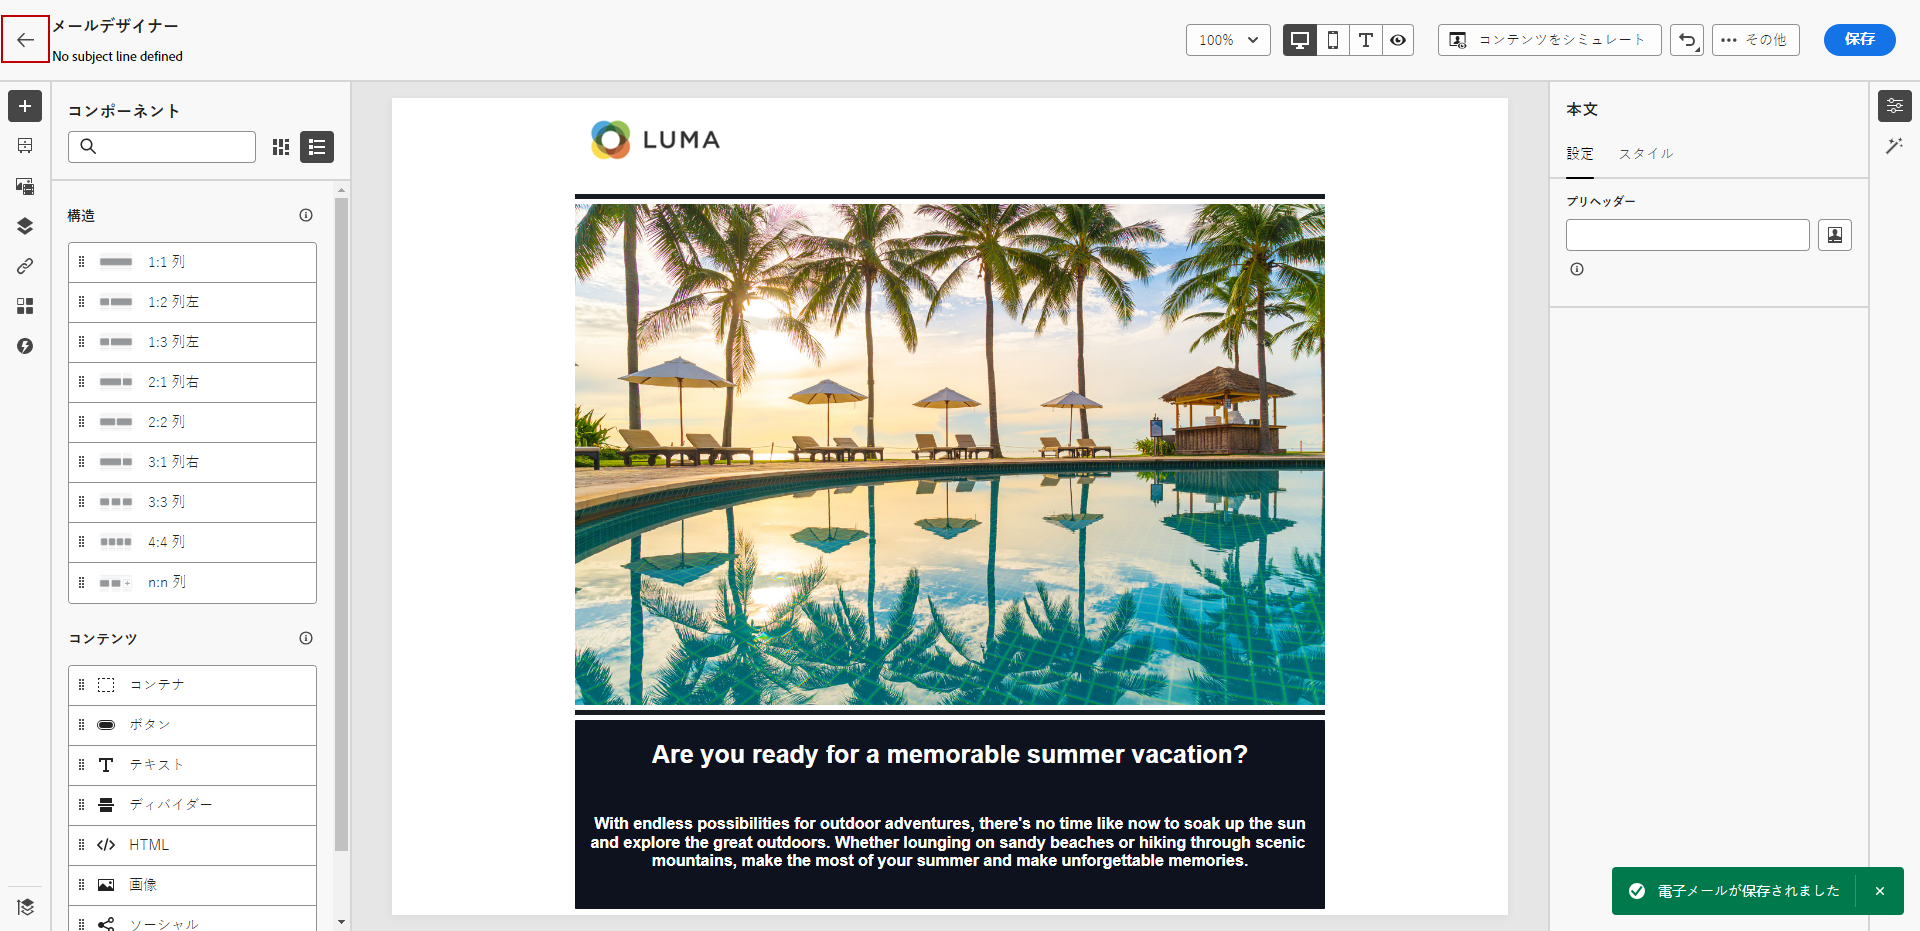 メールデザイナー
No subject line defined
100%
コンテンツをシミュレート
その他
保存
コンポーネント
構造
1:1 列
1:2 列左
1:3 列左
2:1 列右
2:2 列
3:1 列右
3:3 列
4:4 列
n:n 列
コンテンツ
コンテナ
ボタン
テキスト
ディバイダー
HTML
画像
ソーシャル
LUMA
Are you ready for a memorable summer vacation?
With endless possibilities for outdoor adventures, there's no time like now to soak up the sun
and explore the great outdoors. Whether lounging on sandy beaches or hiking through scenic
mountains, make the most of your summer and make unforgettable memories.
本文
設定 スタイル
プリヘッダー
電子メールが保存されました